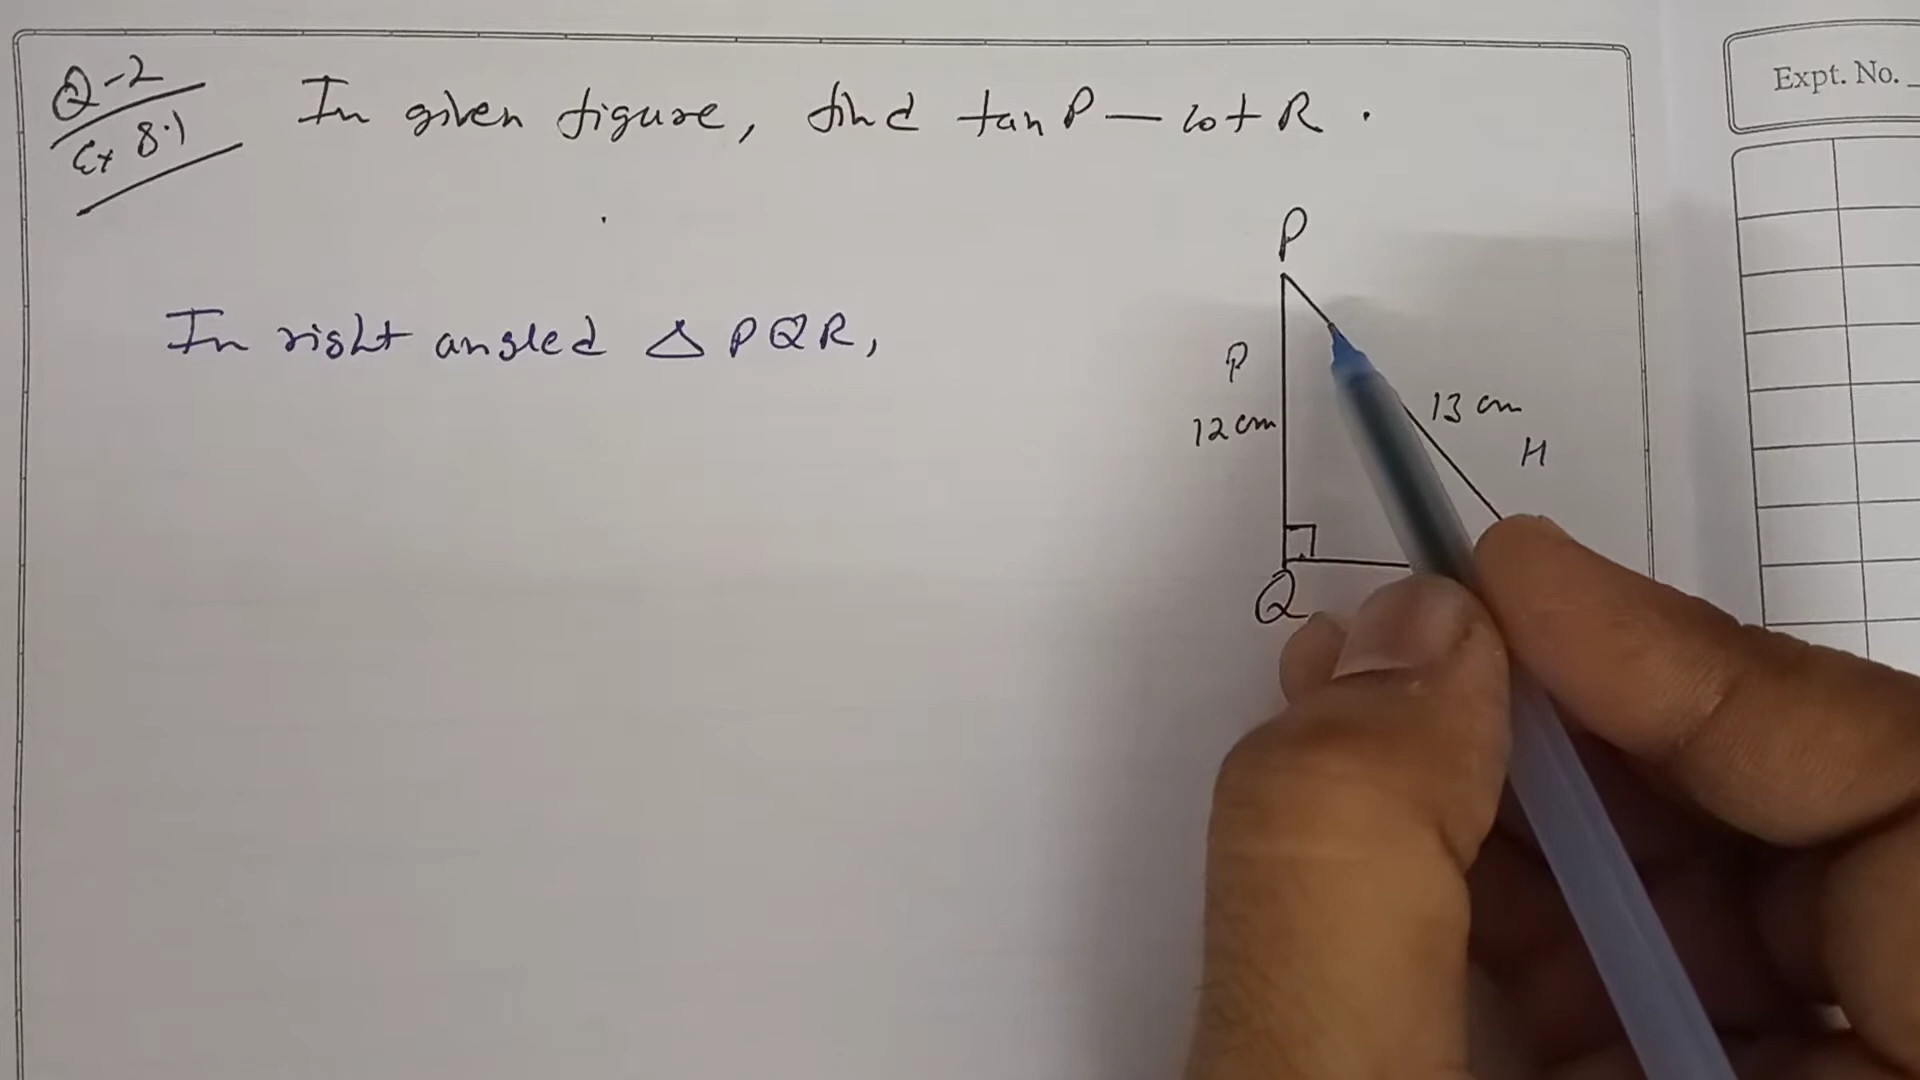 Q-2
Ex 8.1
In given figure, find tan P - cot R.
Expt. No.
P
In right angled △ PQR,
P
12 cm
13 cm
H
Q